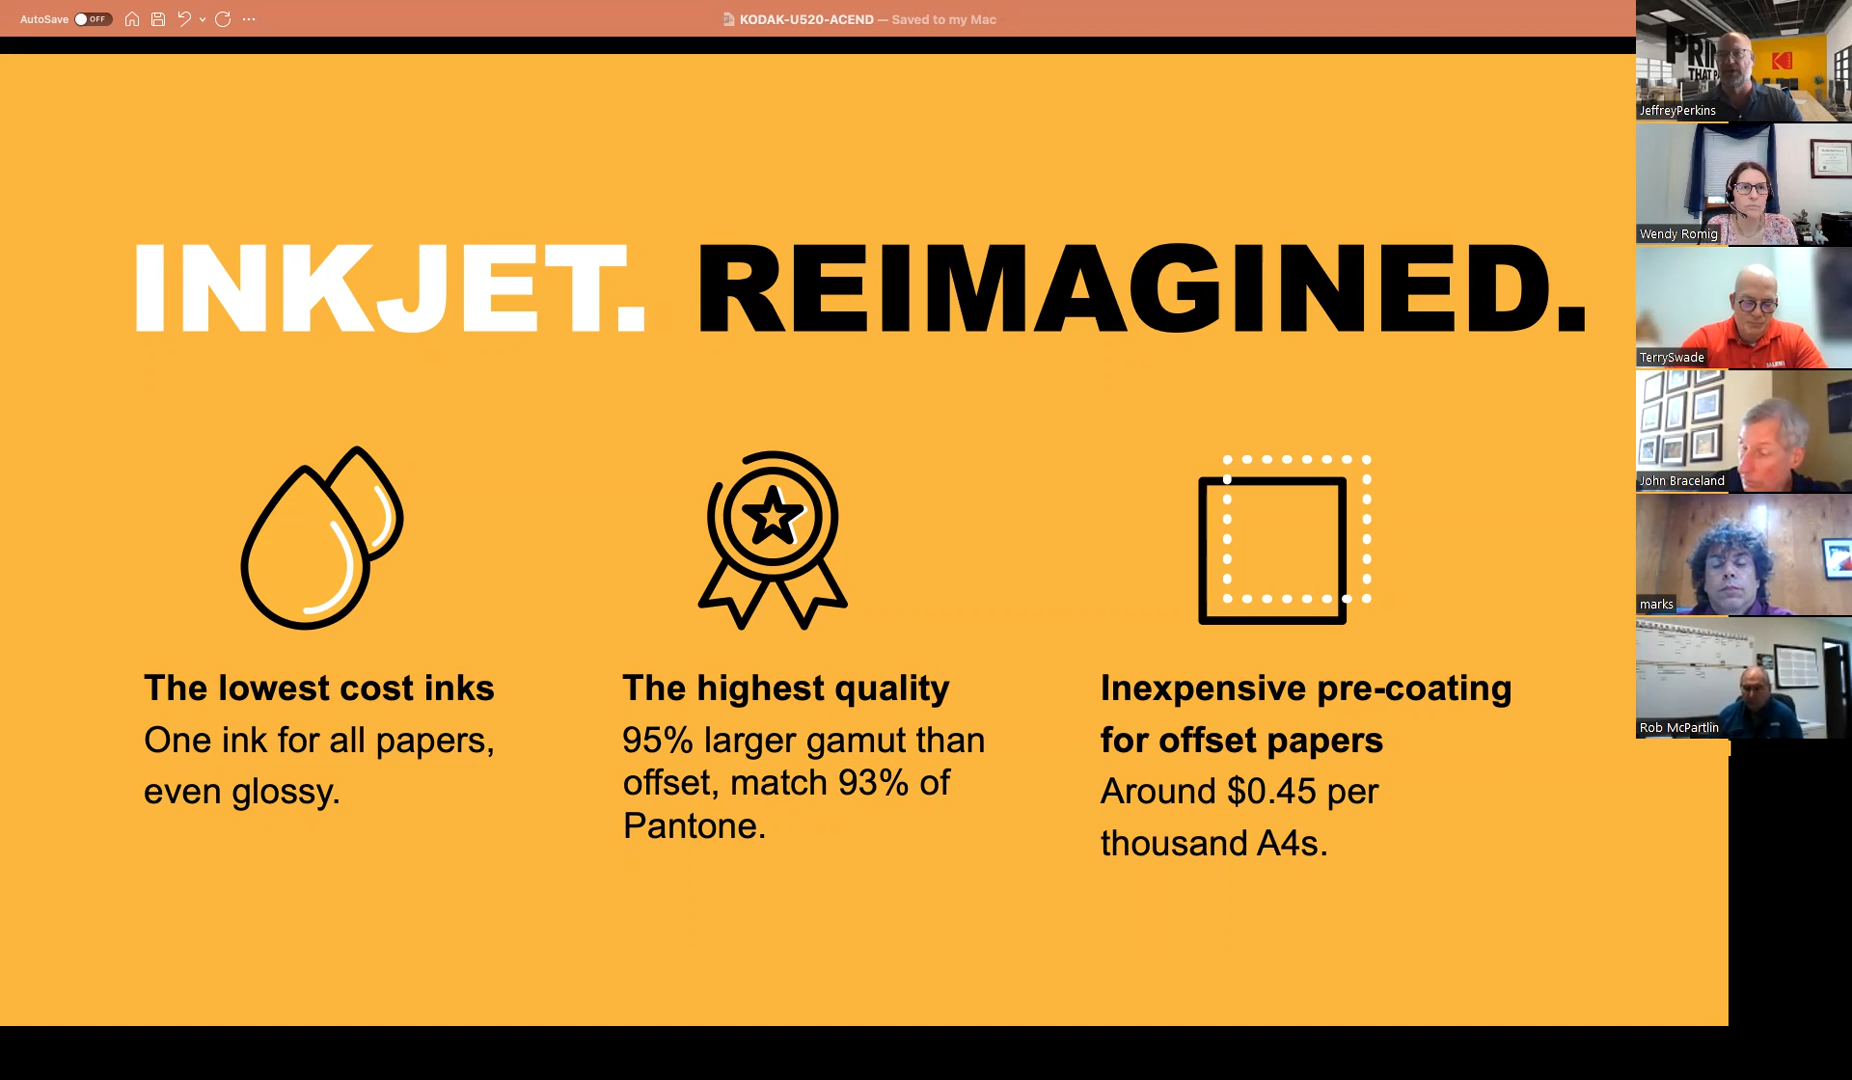 AutoSave OFF
KODAK-U520-ACEND — Saved to my Mac
INKJET. REIMAGINED.
The lowest cost inks
One ink for all papers,
even glossy.
The highest quality
95% larger gamut than
offset, match 93% of
Pantone.
Inexpensive pre-coating
for offset papers
Around $0.45 per
thousand A4s.
JeffreyPerkins
Wendy Romig
TerrySwade
John Braceland
marks
Rob McPartlin